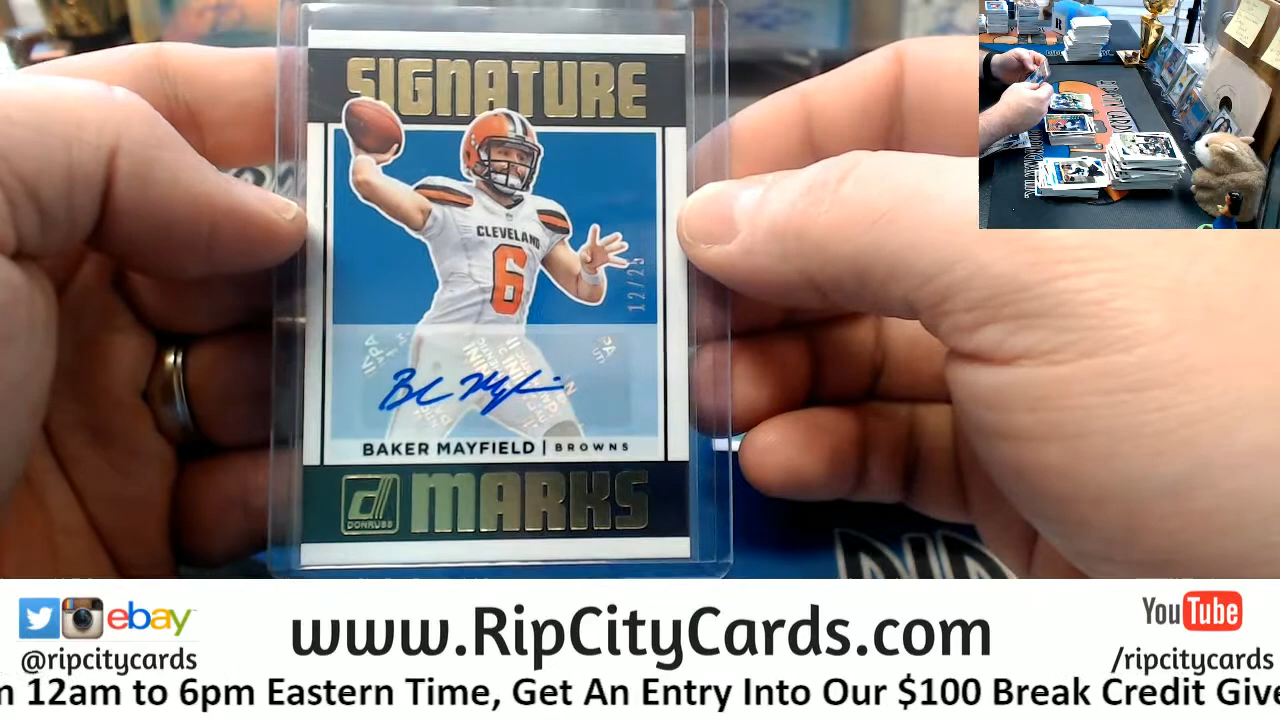 SIGNATURE
CLEVELAND
6
12/25
BAKER MAYFIELD | BROWNS
DONRUSS
MARKS
ebay
www.RipCityCards.com
YouTube
@ripcitycards
/ripcitycards
12am to 6pm Eastern Time, Get An Entry Into Our $100 Break Credit